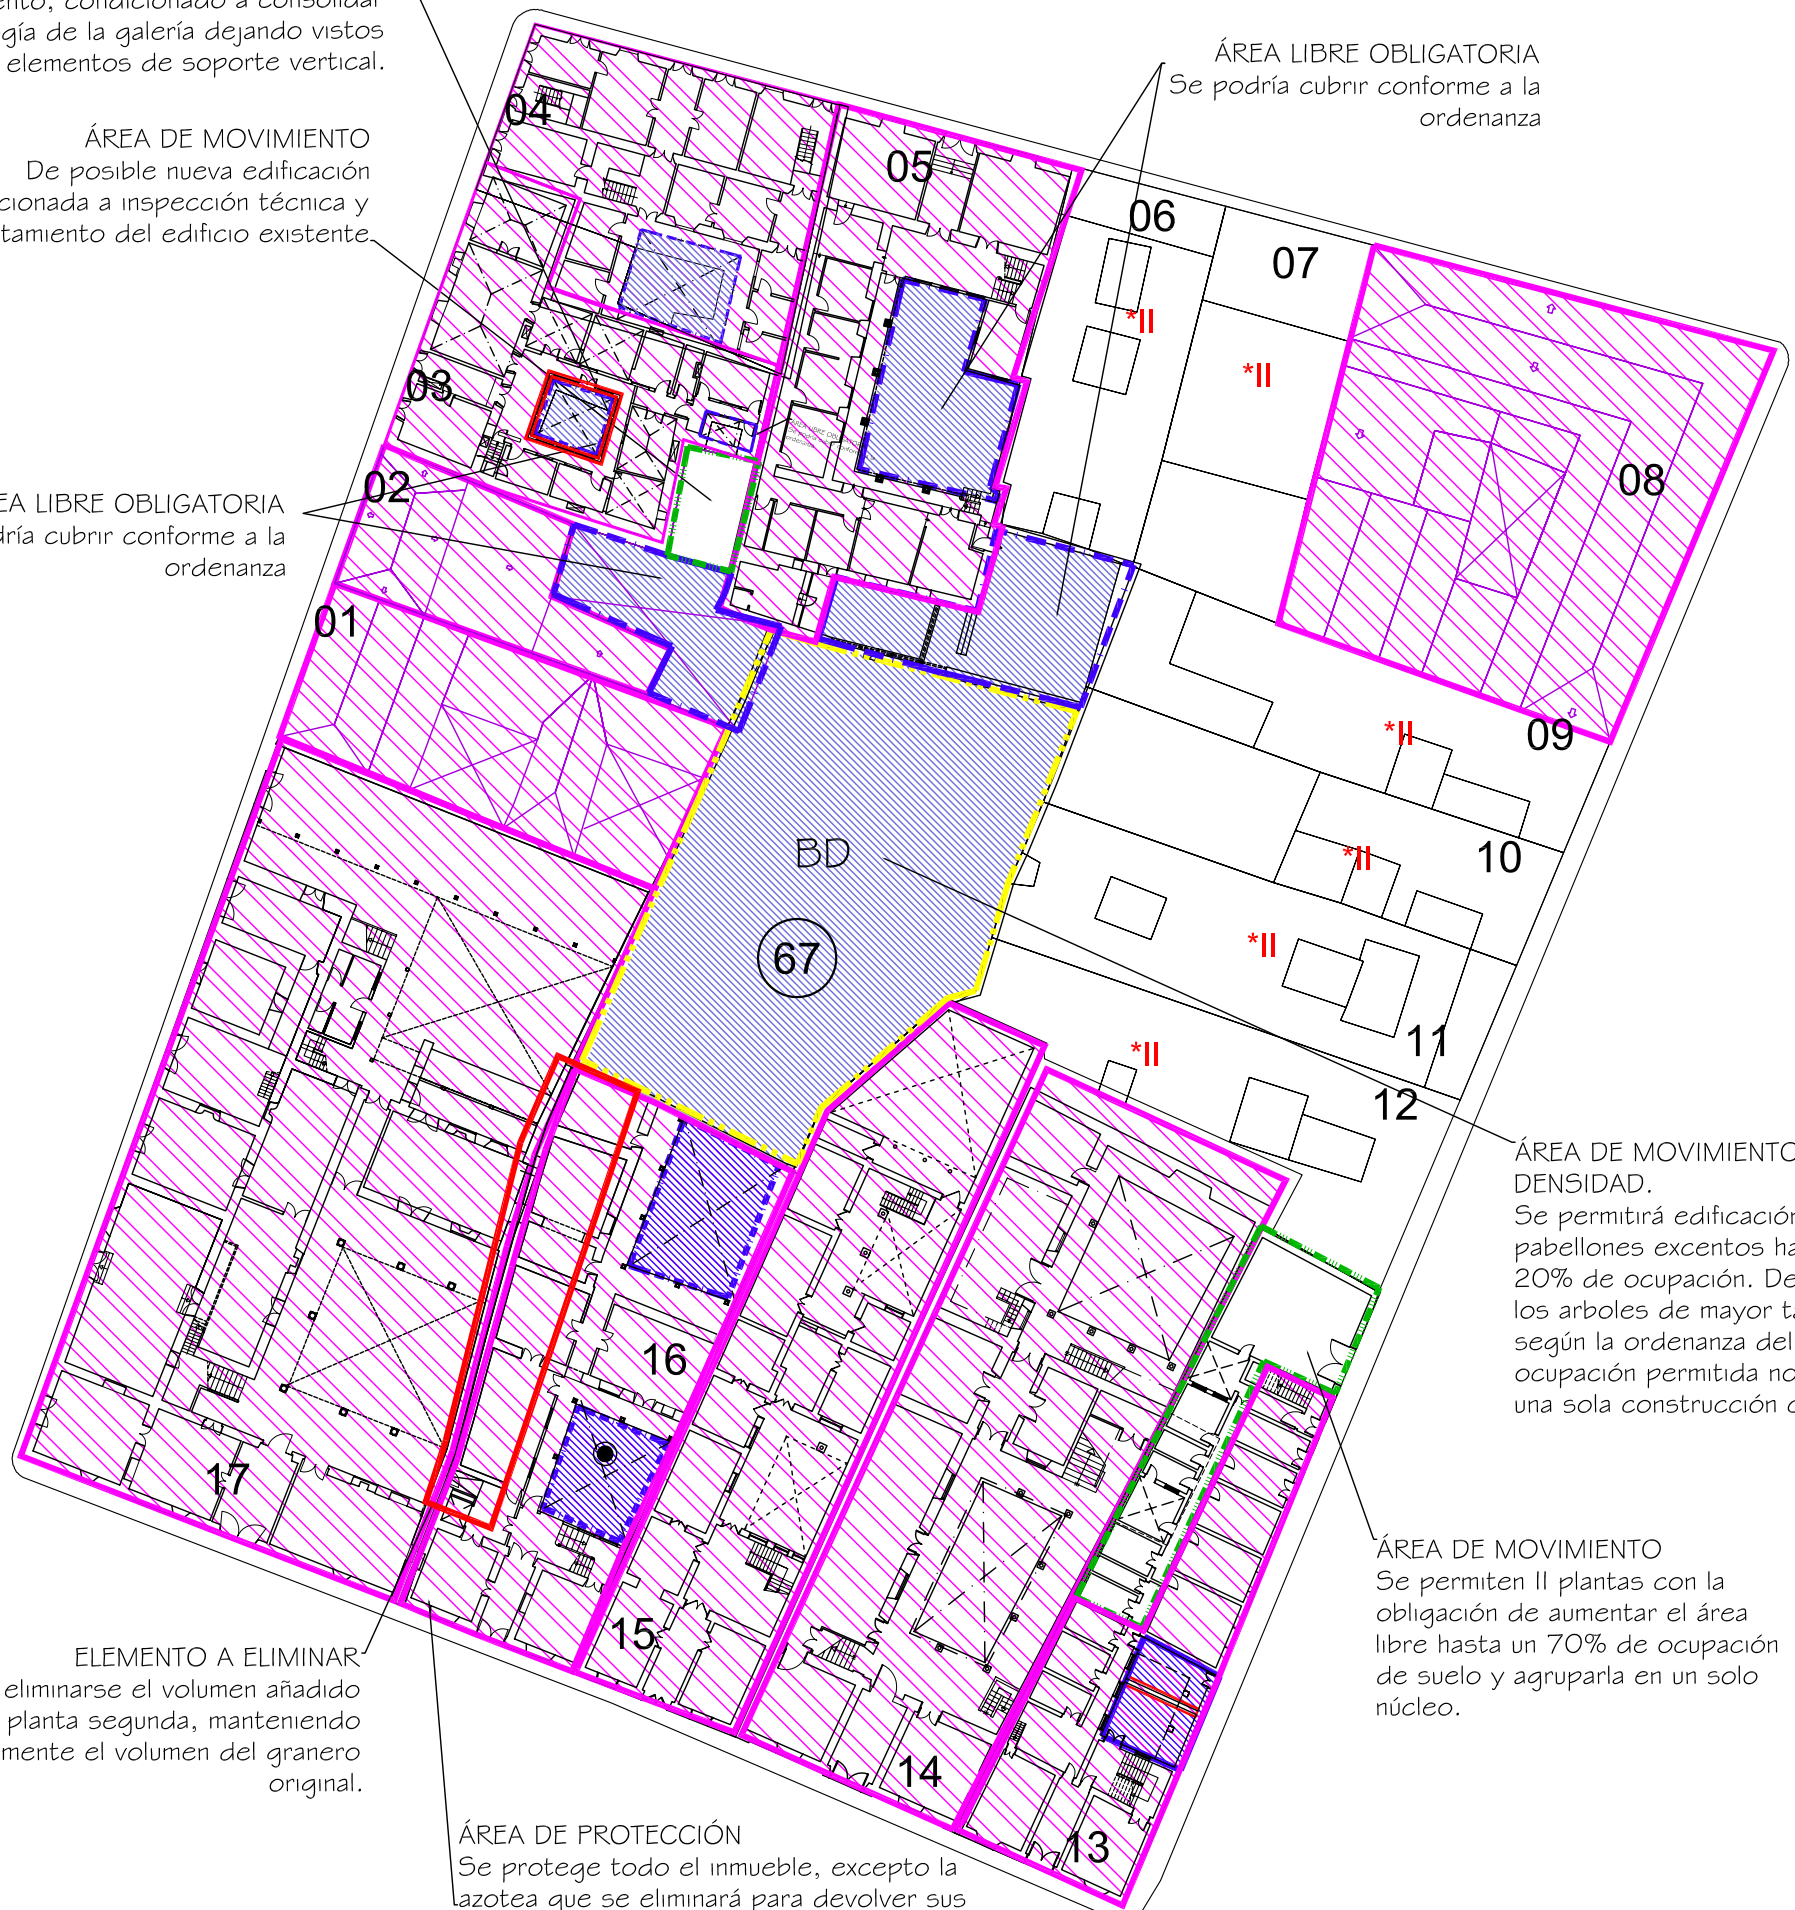 ento, condicionado a consolidar
gía de la galería dejando vistos
elementos de soporte vertical.
ÁREA DE MOVIMIENTO
De posible nueva edificación
cionada a inspección técnica y
tamiento del edificio existente
ÁREA LIBRE OBLIGATORIA
Se podría cubrir conforme a la
ordenanza
EA LIBRE OBLIGATORIA
dría cubrir conforme a la
ordenanza
04
05
06
07
08
03
02
01
09
10
11
12
13
14
15
16
17
*II
*II
*II
*II
*II
*II
BD
67
ÁREA DE MOVIMIENTO
DENSIDAD.
Se permitirá edificación
pabellones excentos ha
20% de ocupación. De
los arboles de mayor ta
según la ordenanza del
ocupación permitida no
una sola construcción
ÁREA DE MOVIMIENTO
Se permiten II plantas con la
obligación de aumentar el área
libre hasta un 70% de ocupación
de suelo y agruparla en un solo
núcleo.
ELEMENTO A ELIMINAR
eliminarse el volumen añadido
planta segunda, manteniendo
mente el volumen del granero
original.
ÁREA DE PROTECCIÓN
Se protege todo el inmueble, excepto la
azotea que se eliminará para devolver sus